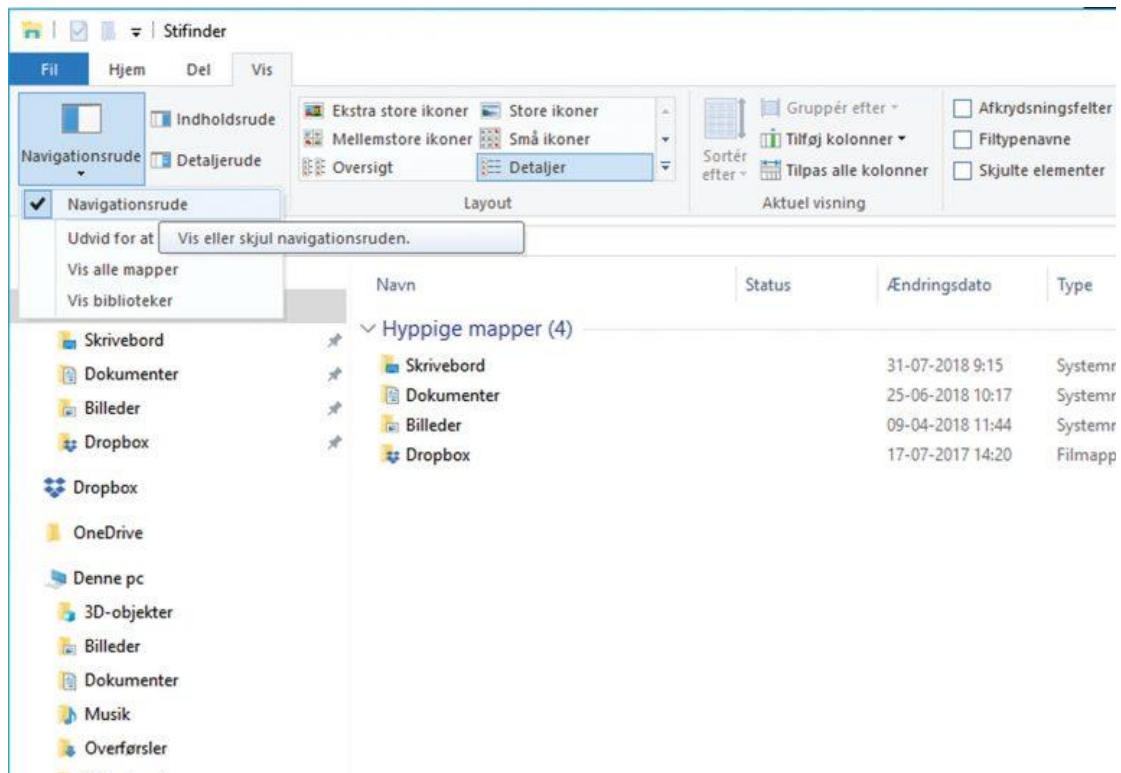 Stifinder
Fil Hjem Del Vis
Navigationsrude
Indholdsrude
Detaljerude
Ekstra store ikoner Store ikoner
Mellemstore ikoner Små ikoner
Oversigt Detaljer
Layout
Sortér efter
Gruppér efter
Tilføj kolonner
Tilpas alle kolonner
Aktuel visning
Afkrydsningsfelter
Filtypenavne
Skjulte elementer
Navigationsrude
Udvid for at
Vis eller skjul navigationsruden.
Vis alle mapper
Vis biblioteker
Skrivebord
Dokumenter
Billeder
Dropbox
Dropbox
OneDrive
Denne pc
3D-objekter
Billeder
Dokumenter
Musik
Overførsler
Navn Status Ændringsdato Type
Hyppige mapper (4)
Skrivebord 31-07-2018 9:15 Systemr
Dokumenter 25-06-2018 10:17 Systemr
Billeder 09-04-2018 11:44 Systemr
Dropbox 17-07-2017 14:20 Filmapp